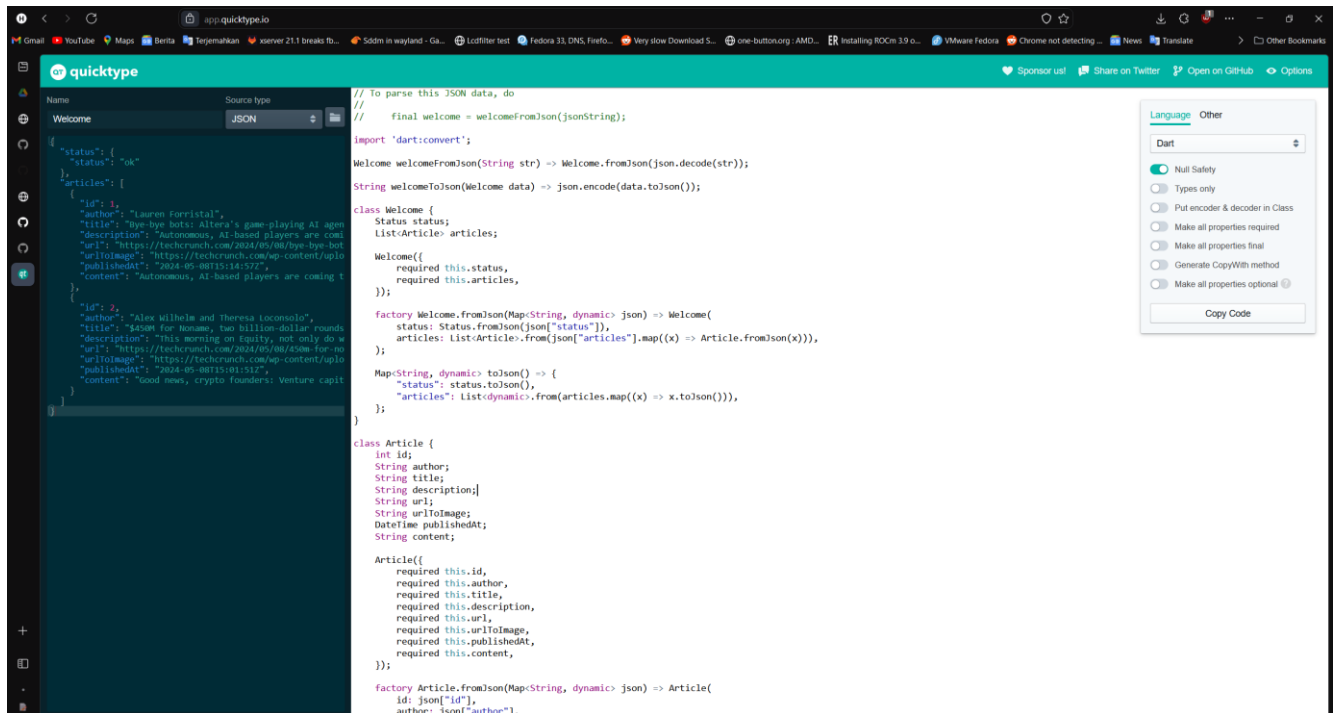 app.quicktype.io
Gmail
YouTube
Maps
Berita
Terjemahkan
xserver 21.1 breaks fb...
Sddm in wayland - Ga...
Lcdfilter test
Fedora 33, DNS, Firefo...
Very slow Download S...
one-button.org : AMD...
ER Installing ROCm 3.9 o...
VMware Fedora
Chrome not detecting ...
News
Translate
Other Bookmarks
QT quicktype
Sponsor us!
Share on Twitter
Open on GitHub
Options
Name
Source type
Welcome
JSON
{
"status": {
"status": "ok"
},
"articles": [
{
"id": 1,
"author": "Lauren Forristal",
"title": "Bye-bye bots: Altera's game-playing AI agen
"description": "Autonomous, AI-based players are comi
"url": "https://techcrunch.com/2024/05/08/bye-bye-bot
"urlToImage": "https://techcrunch.com/wp-content/uplo
"publishedAt": "2024-05-08T15:14:57Z",
"content": "Autonomous, AI-based players are coming t
},
{
"id": 2,
"author": "Alex Wilhelm and Theresa Loconsolo",
"title": "$450M for Noname, two billion-dollar rounds
"description": "This morning on Equity, not only do w
"url": "https://techcrunch.com/2024/05/08/450m-for-no
"urlToImage": "https://techcrunch.com/wp-content/uplo
"publishedAt": "2024-05-08T15:01:51Z",
"content": "Good news, crypto founders: Venture capit
}
]
}
// To parse this JSON data, do
//
// final welcome = welcomeFromJson(jsonString);
import 'dart:convert';
Welcome welcomeFromJson(String str) => Welcome.fromJson(json.decode(str));
String welcomeToJson(Welcome data) => json.encode(data.toJson());
class Welcome {
Status status;
List<Article> articles;
Welcome({
required this.status,
required this.articles,
});
factory Welcome.fromJson(Map<String, dynamic> json) => Welcome(
status: Status.fromJson(json["status"]),
articles: List<Article>.from(json["articles"].map((x) => Article.fromJson(x))),
);
Map<String, dynamic> toJson() => {
"status": status.toJson(),
"articles": List<dynamic>.from(articles.map((x) => x.toJson())),
};
}
class Article {
int id;
String author;
String title;
String description;
String url;
String urlToImage;
DateTime publishedAt;
String content;
Article({
required this.id,
required this.author,
required this.title,
required this.description,
required this.url,
required this.urlToImage,
required this.publishedAt,
required this.content,
});
factory Article.fromJson(Map<String, dynamic> json) => Article(
id: json["id"],
author: json["author"],
Language
Other
Dart
Null Safety
Types only
Put encoder & decoder in Class
Make all properties required
Make all properties final
Generate CopyWith method
Make all properties optional
Copy Code